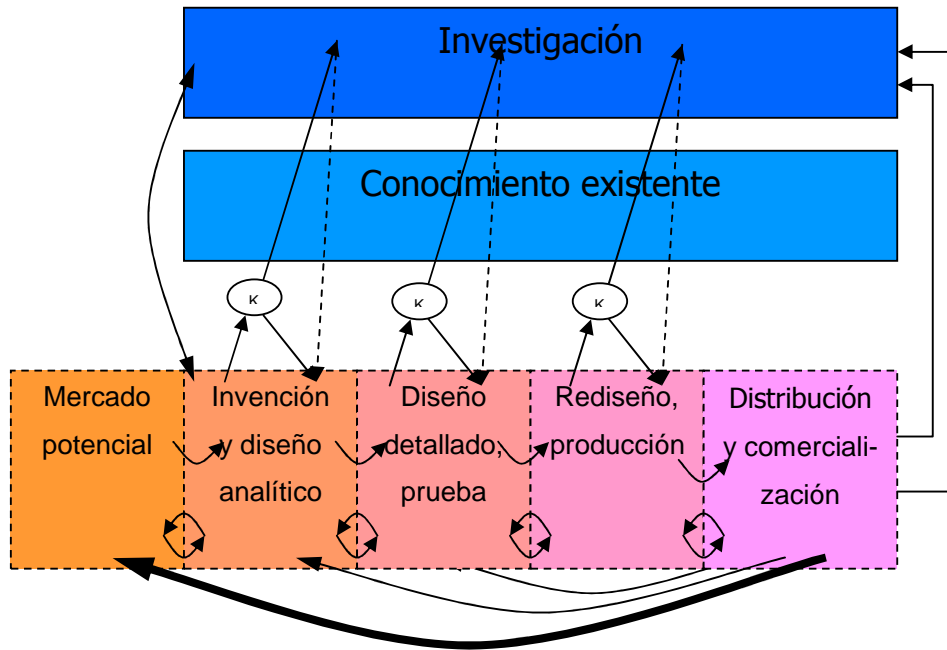 Investigación
Conocimiento existente
K
K
K
Mercado
potencial
Invención
y diseño
analítico
Diseño
detallado,
prueba
Rediseño,
producción
Distribución
y comerciali-
zación